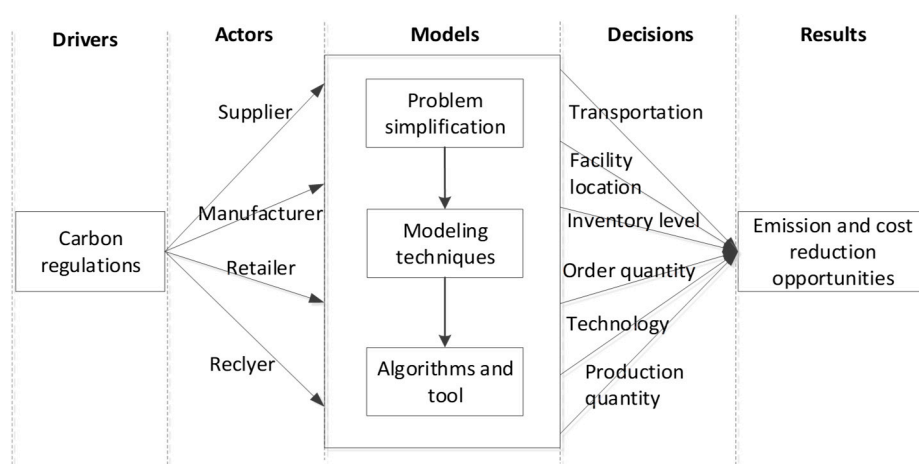 Drivers
Actors
Models
Decisions
Results
Carbon
regulations
Supplier
Manufacturer
Retailer
Reclyer
Problem
simplification
Modeling
techniques
Algorithms and
tool
Transportation
Facility
location
Inventory level
Order quantity
Technology
Production
quantity
Emission and cost
reduction
opportunities